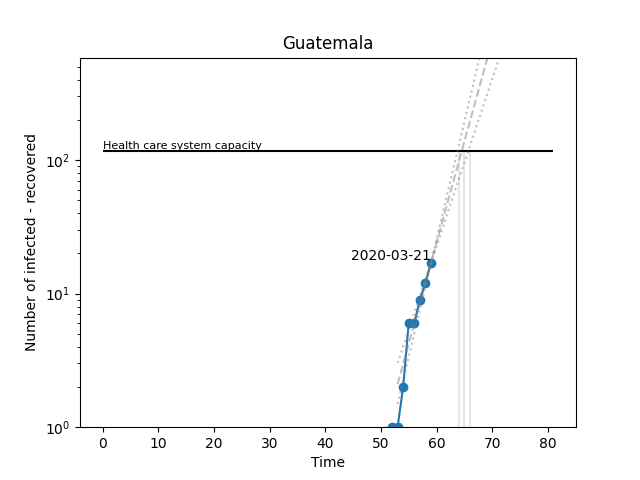 Guatemala
Number of infected - recovered
10²
10¹
10⁰
Health care system capacity
2020-03-21
0 10 20 30 40 50 60 70 80
Time